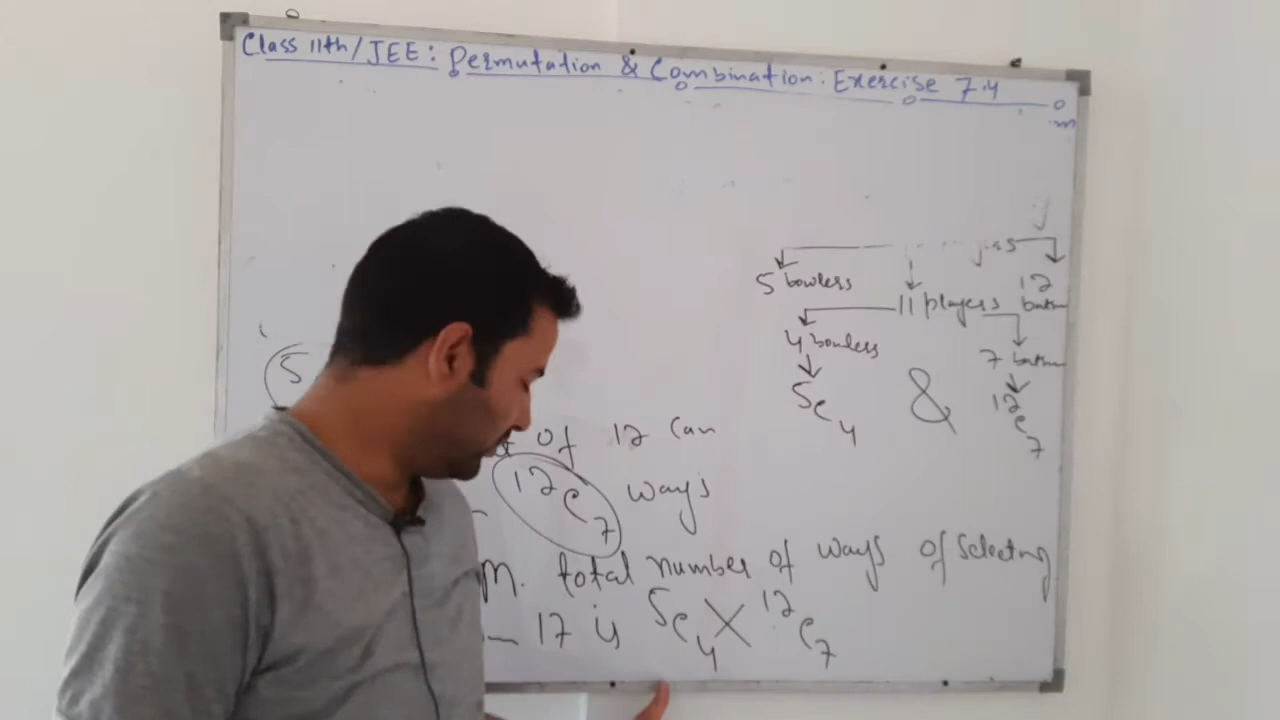 Class 11th/JEE: Permutation & Combination: Exercise 7.4
5 bowlers
12
11 players
4 bowlers
7
5c4 & 12c7
5
of 12 can
12c7 ways
total number of ways of selecting
17 is 5c4 X 12c7